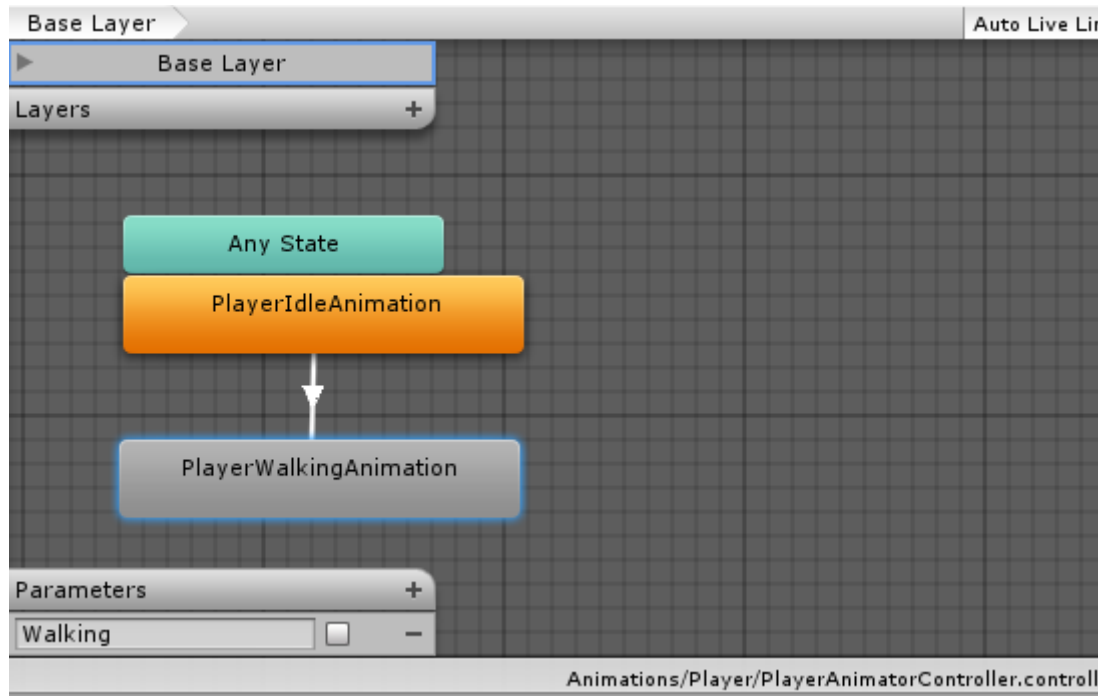 Base Layer
Auto Live Lin
Base Layer
Layers
Any State
PlayerIdleAnimation
PlayerWalkingAnimation
Parameters
Walking
Animations/Player/PlayerAnimatorController.controll